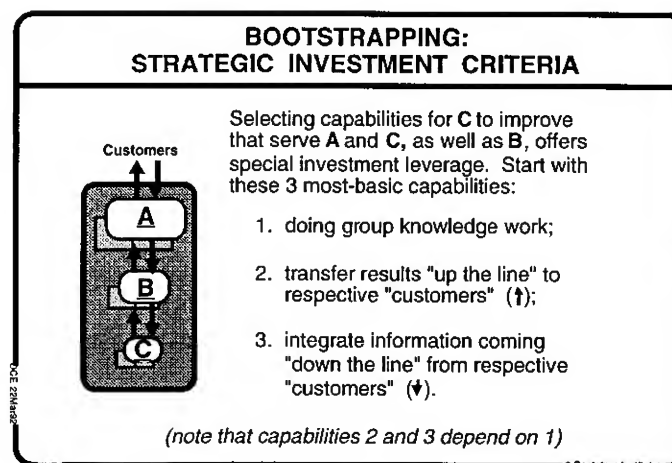 BOOTSTRAPPING:
STRATEGIC INVESTMENT CRITERIA
Selecting capabilities for C to improve
that serve A and C, as well as B, offers
special investment leverage. Start with
these 3 most-basic capabilities:
Customers
A
B
C
1. doing group knowledge work;
2. transfer results "up the line" to
respective "customers" (↑);
3. integrate information coming
"down the line" from respective
"customers" (↓).
(note that capabilities 2 and 3 depend on 1)
DCE 22Mar92